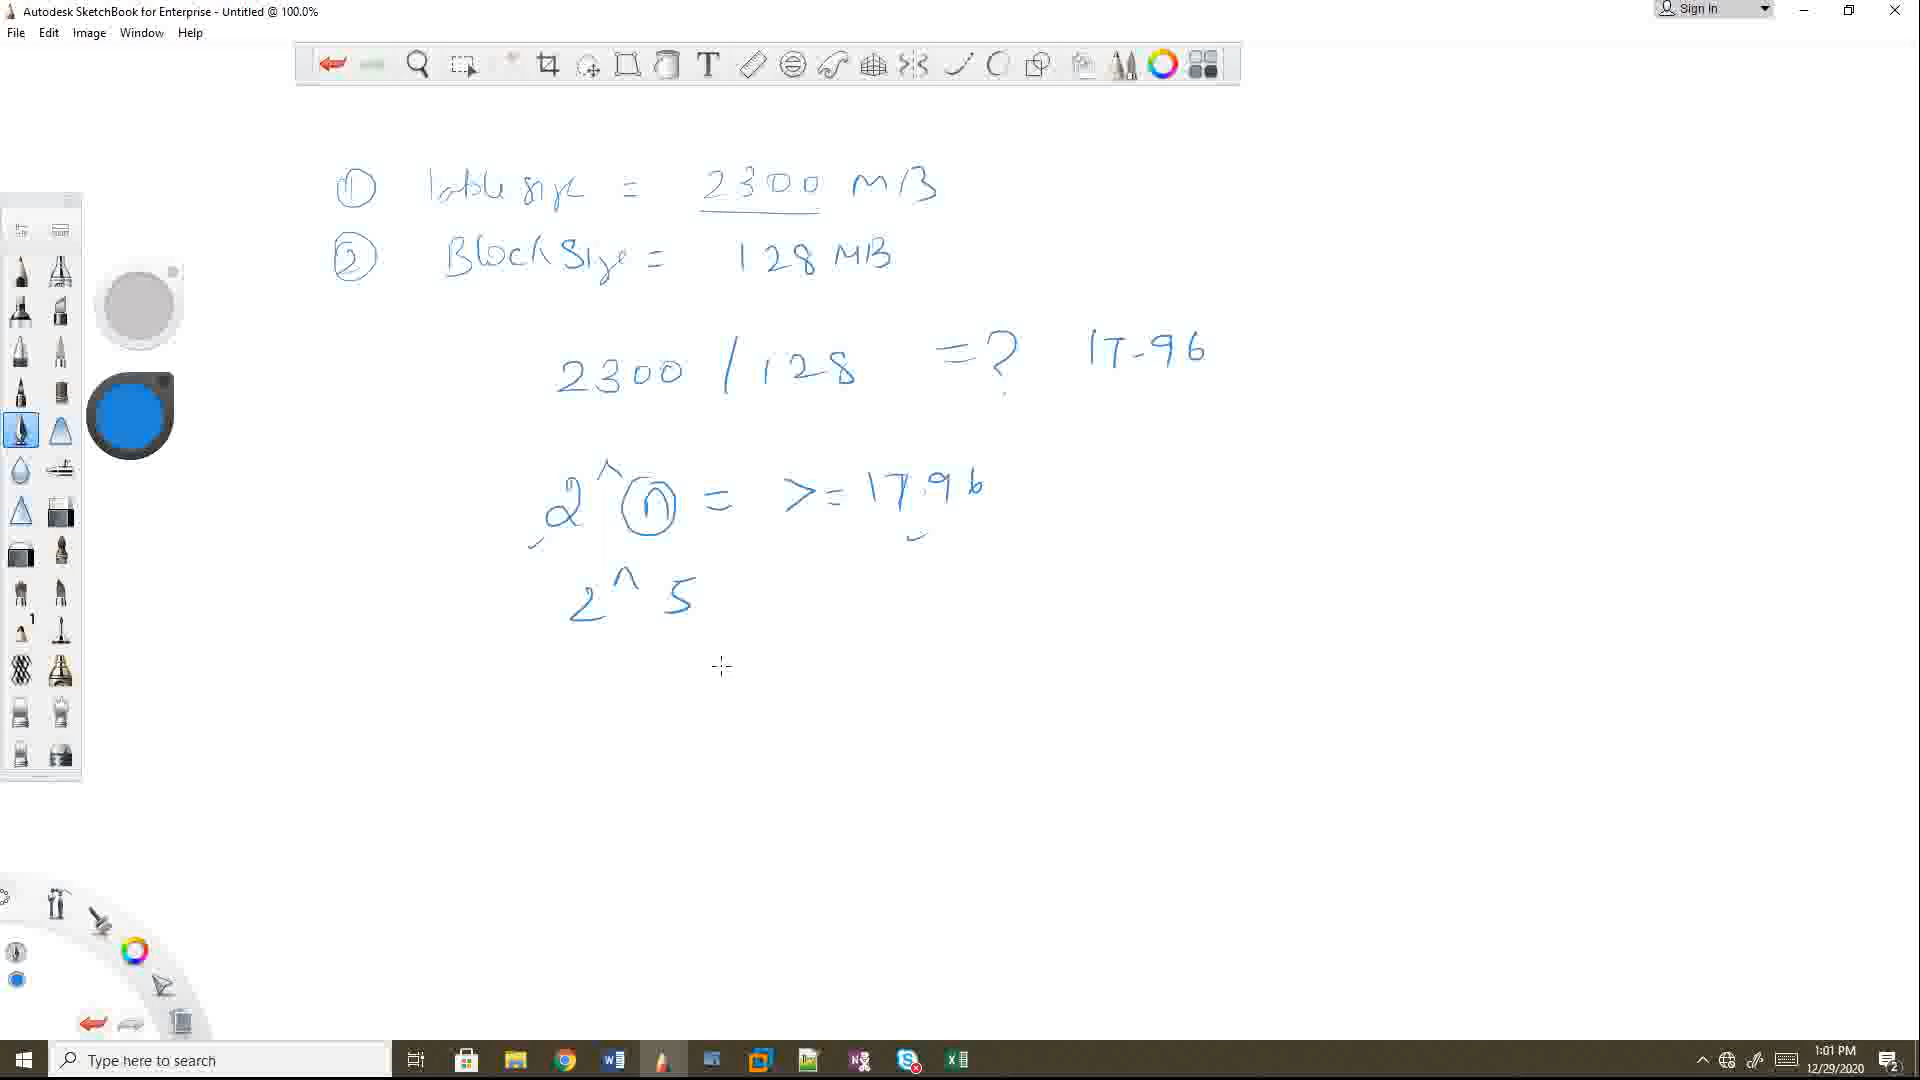 Autodesk SketchBook for Enterprise - Untitled @ 100.0%
Sign In
File Edit Image Window Help
T
① Table size = 2300 MB
② Block Size = 128 MB
2300 / 128 = ? 17.96
2 ^ n = >= 17.96
2 ^ 5
1
Type here to search
1:01 PM
12/29/2020
2